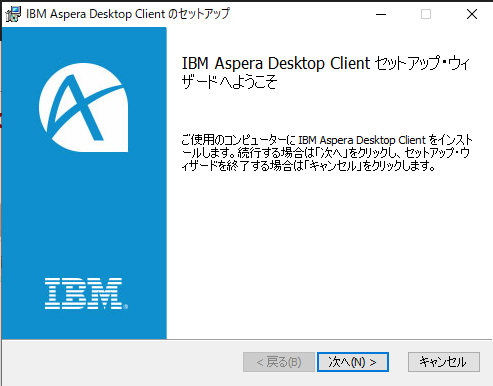 IBM Aspera Desktop Client のセットアップ
IBM Aspera Desktop Client セットアップ・ウィ
ザードへようこそ
ご使用のコンピューターに IBM Aspera Desktop Client をインスト
ールします。続行する場合は「次へ」をクリックし、セットアップ・ウ
ィザードを終了する場合は「キャンセル」をクリックします。
IBM
< 戻る(B)
次へ(N) >
キャンセル